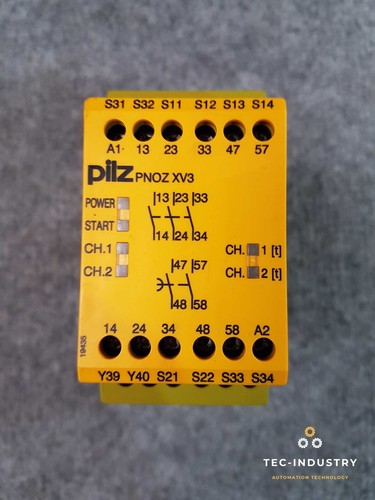 S31 S32 S11 S12 S13 S14
A1 13 23 33 47 57
pilz PNOZ XV3
13 23 33
POWER
START
14 24 34
CH.1 CH. 1 [t]
CH.2 CH. 2 [t]
47 57
48 58
19435
14 24 34 48 58 A2
Y39 Y40 S21 S22 S33 S34
TEC-INDUSTRY
AUTOMATION TECHNOLOGY